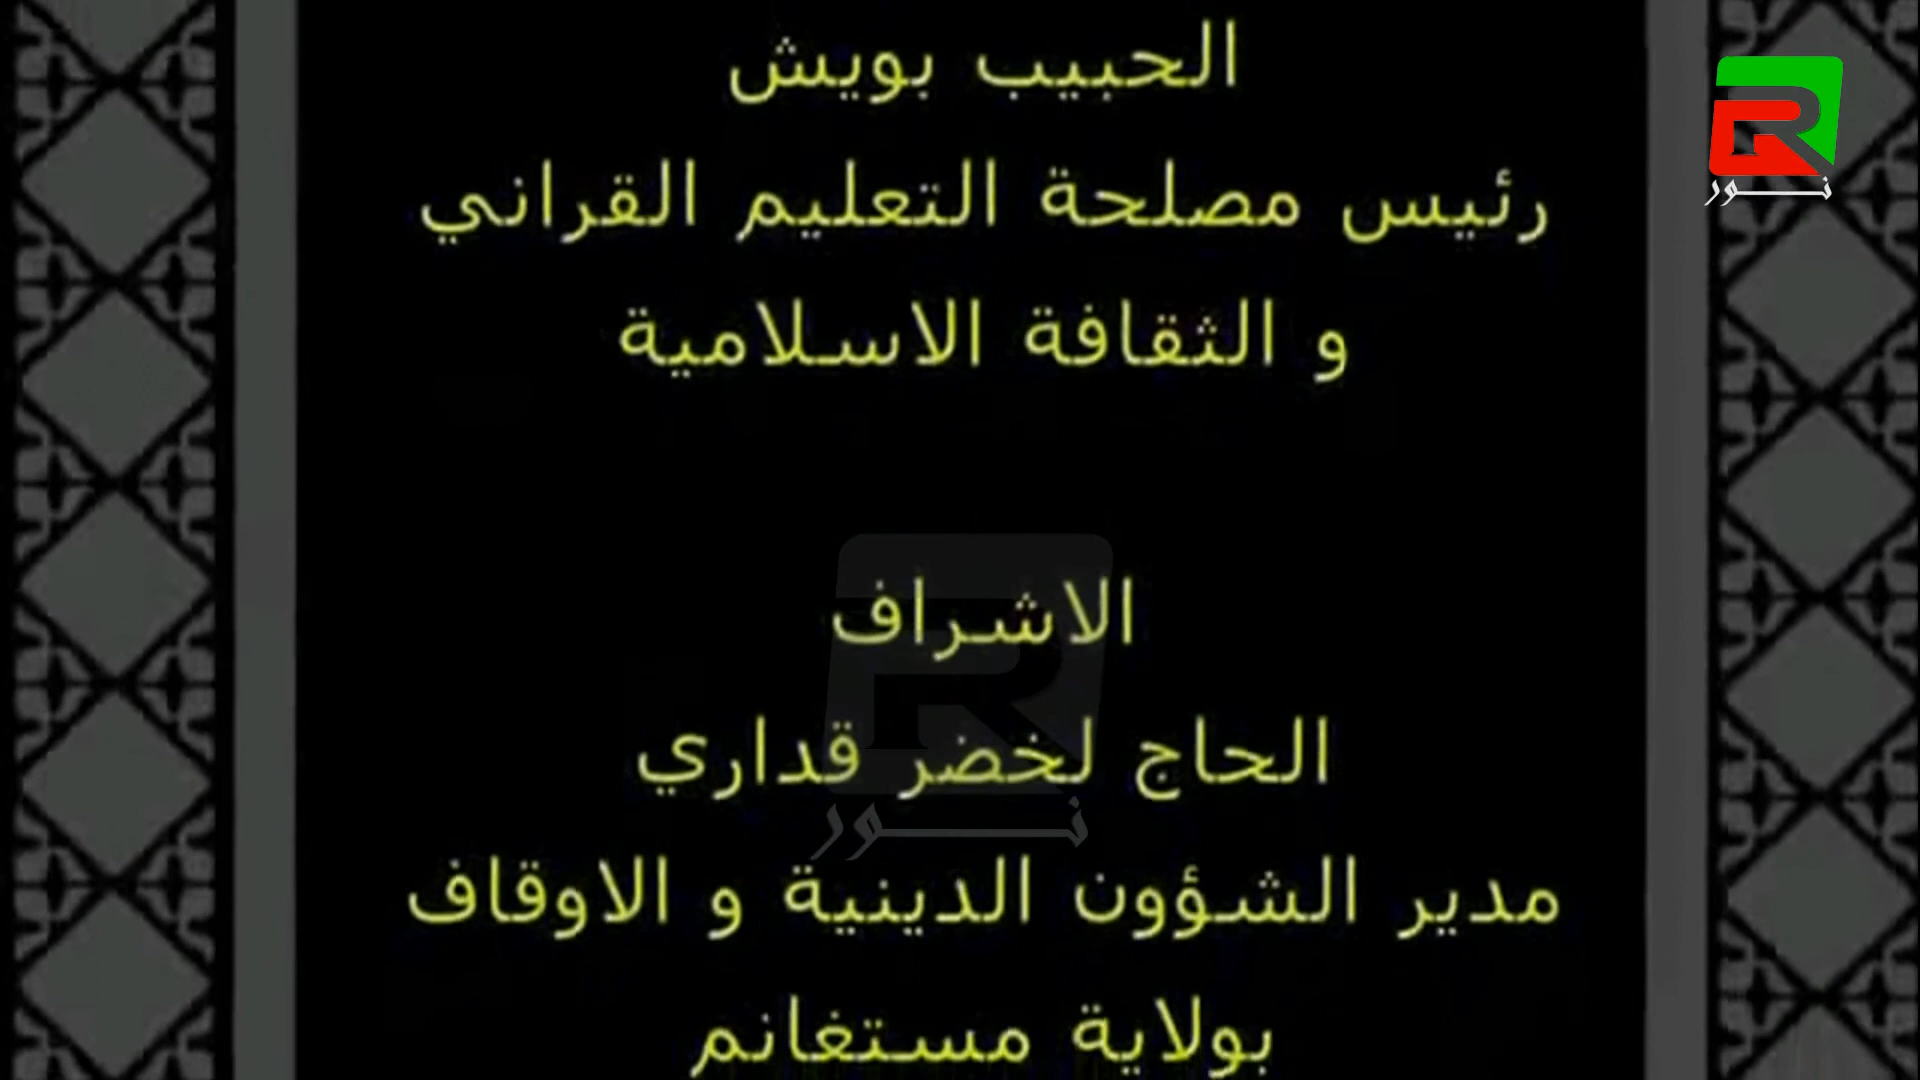 الحبيب بويش
رئيس مصلحة التعليم القراني
و الثقافة الاسلامية
الاشراف
الحاج لخضر قداري
مدير الشؤون الدينية و الاوقاف
بولاية مستغانم
R
نور
R
نور